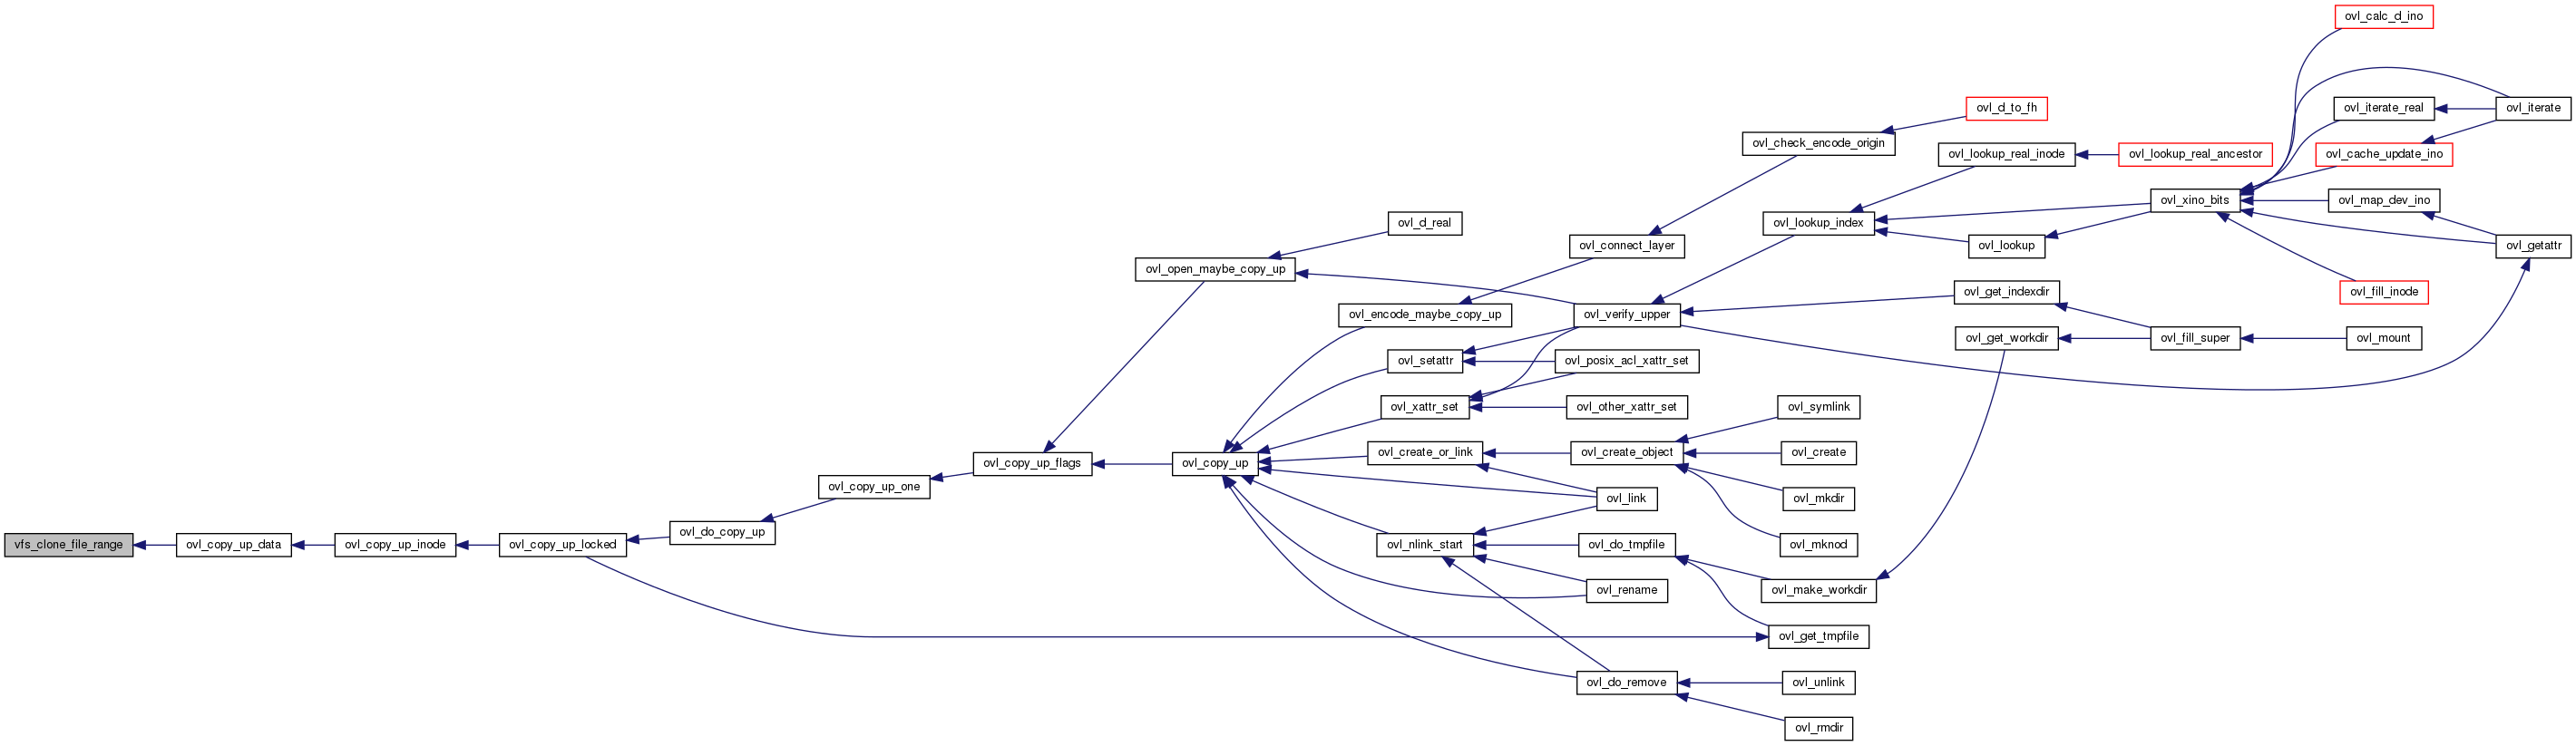 vfs_clone_file_range
ovl_copy_up_data
ovl_copy_up_inode
ovl_copy_up_locked
ovl_do_copy_up
ovl_copy_up_one
ovl_copy_up_flags
ovl_open_maybe_copy_up
ovl_d_real
ovl_copy_up
ovl_encode_maybe_copy_up
ovl_setattr
ovl_xattr_set
ovl_create_or_link
ovl_nlink_start
ovl_connect_layer
ovl_verify_upper
ovl_posix_acl_xattr_set
ovl_other_xattr_set
ovl_create_object
ovl_link
ovl_do_tmpfile
ovl_rename
ovl_do_remove
ovl_check_encode_origin
ovl_lookup_index
ovl_symlink
ovl_create
ovl_mkdir
ovl_mknod
ovl_make_workdir
ovl_get_tmpfile
ovl_unlink
ovl_rmdir
ovl_d_to_fh
ovl_lookup_real_inode
ovl_lookup
ovl_get_indexdir
ovl_get_workdir
ovl_lookup_real_ancestor
ovl_xino_bits
ovl_fill_super
ovl_calc_d_ino
ovl_iterate_real
ovl_cache_update_ino
ovl_map_dev_ino
ovl_fill_inode
ovl_mount
ovl_iterate
ovl_getattr